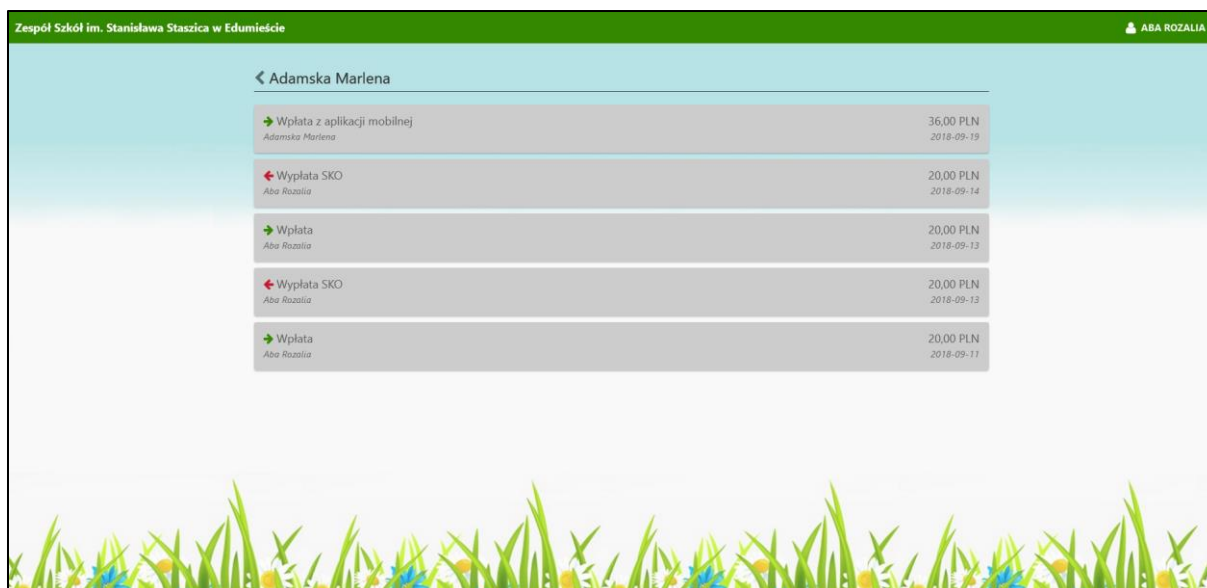 Zespół Szkół im. Stanisława Staszica w Edumieście
ABA ROZALIA
Adamska Marlena
Wpłata z aplikacji mobilnej
36,00 PLN
Adamska Marlena
2018-09-19
Wypłata SKO
20,00 PLN
Aba Rozalia
2018-09-14
Wpłata
20,00 PLN
Aba Rozalia
2018-09-13
Wypłata SKO
20,00 PLN
Aba Rozalia
2018-09-13
Wpłata
20,00 PLN
Aba Rozalia
2018-09-11